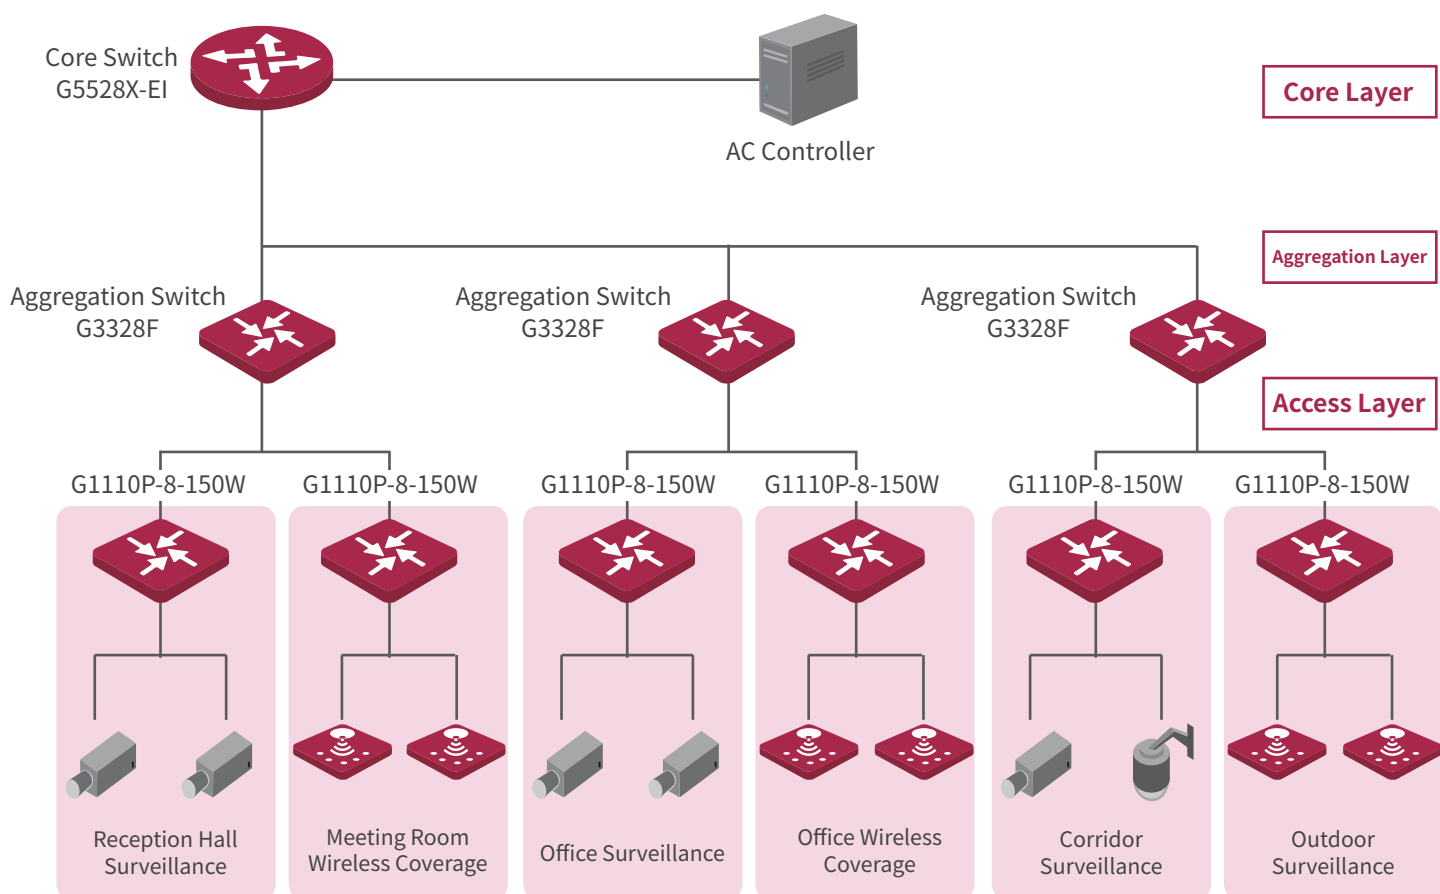 Core Switch
G5528X-EI
AC Controller
Core Layer
Aggregation Layer
Aggregation Switch
G3328F
Aggregation Switch
G3328F
Aggregation Switch
G3328F
Access Layer
G1110P-8-150W
G1110P-8-150W
G1110P-8-150W
G1110P-8-150W
G1110P-8-150W
G1110P-8-150W
Reception Hall
Surveillance
Meeting Room
Wireless Coverage
Office Surveillance
Office Wireless
Coverage
Corridor
Surveillance
Outdoor
Surveillance